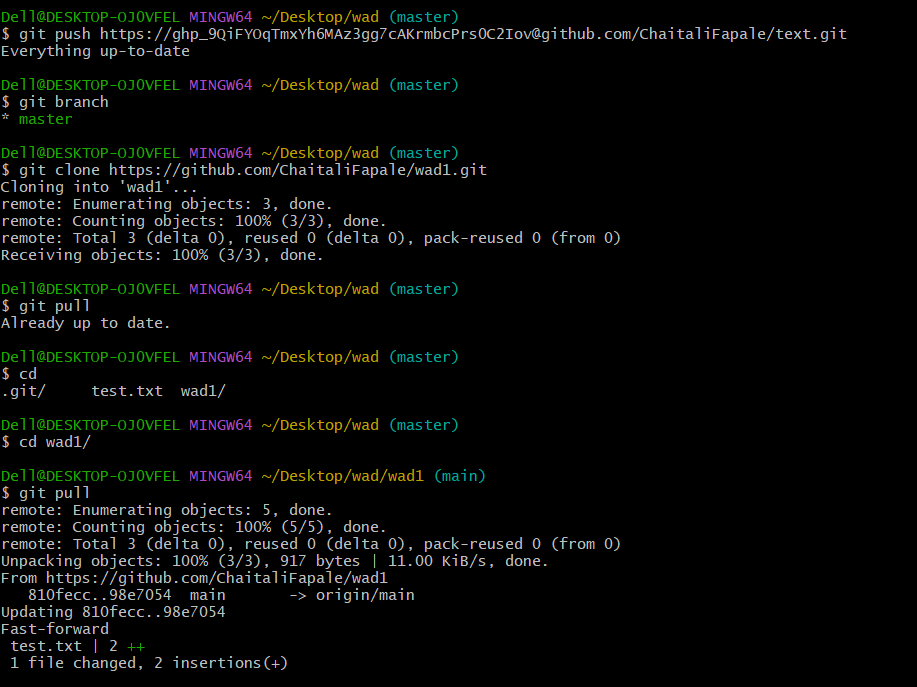 Dell@DESKTOP-OJ0VFEL MINGW64 ~/Desktop/wad (master)
$ git push https://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@github.com/ChaitaliFapale/text.git
Everything up-to-date
Dell@DESKTOP-OJ0VFEL MINGW64 ~/Desktop/wad (master)
$ git branch
* master
Dell@DESKTOP-OJ0VFEL MINGW64 ~/Desktop/wad (master)
$ git clone https://github.com/ChaitaliFapale/wad1.git
Cloning into 'wad1'...
remote: Enumerating objects: 3, done.
remote: Counting objects: 100% (3/3), done.
remote: Total 3 (delta 0), reused 0 (delta 0), pack-reused 0 (from 0)
Receiving objects: 100% (3/3), done.
Dell@DESKTOP-OJ0VFEL MINGW64 ~/Desktop/wad (master)
$ git pull
Already up to date.
Dell@DESKTOP-OJ0VFEL MINGW64 ~/Desktop/wad (master)
$ cd
.git/     test.txt  wad1/
Dell@DESKTOP-OJ0VFEL MINGW64 ~/Desktop/wad (master)
$ cd wad1/
Dell@DESKTOP-OJ0VFEL MINGW64 ~/Desktop/wad/wad1 (main)
$ git pull
remote: Enumerating objects: 5, done.
remote: Counting objects: 100% (5/5), done.
remote: Total 3 (delta 0), reused 0 (delta 0), pack-reused 0 (from 0)
Unpacking objects: 100% (3/3), 917 bytes | 11.00 KiB/s, done.
From https://github.com/ChaitaliFapale/wad1
   810fecc..98e7054  main       -> origin/main
Updating 810fecc..98e7054
Fast-forward
 test.txt | 2 ++
 1 file changed, 2 insertions(+)